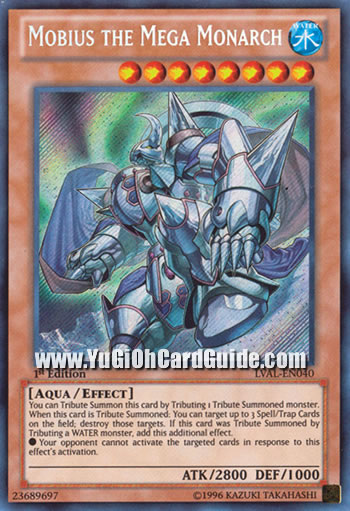 MOBIUS THE MEGA MONARCH
WATER
水
www.YuGiOhCardGuide.com
1st Edition
LVAL-EN040
[AQUA / EFFECT]
You can Tribute Summon this card by Tributing 1 Tribute Summoned monster.
When this card is Tribute Summoned: You can target up to 3 Spell/Trap Cards
on the field; destroy those targets. If this card was Tribute Summoned by
Tributing a WATER monster, add this additional effect.
● Your opponent cannot activate the targeted cards in response to this
effect's activation.
ATK/2800 DEF/1000
23689697
©1996 KAZUKI TAKAHASHI